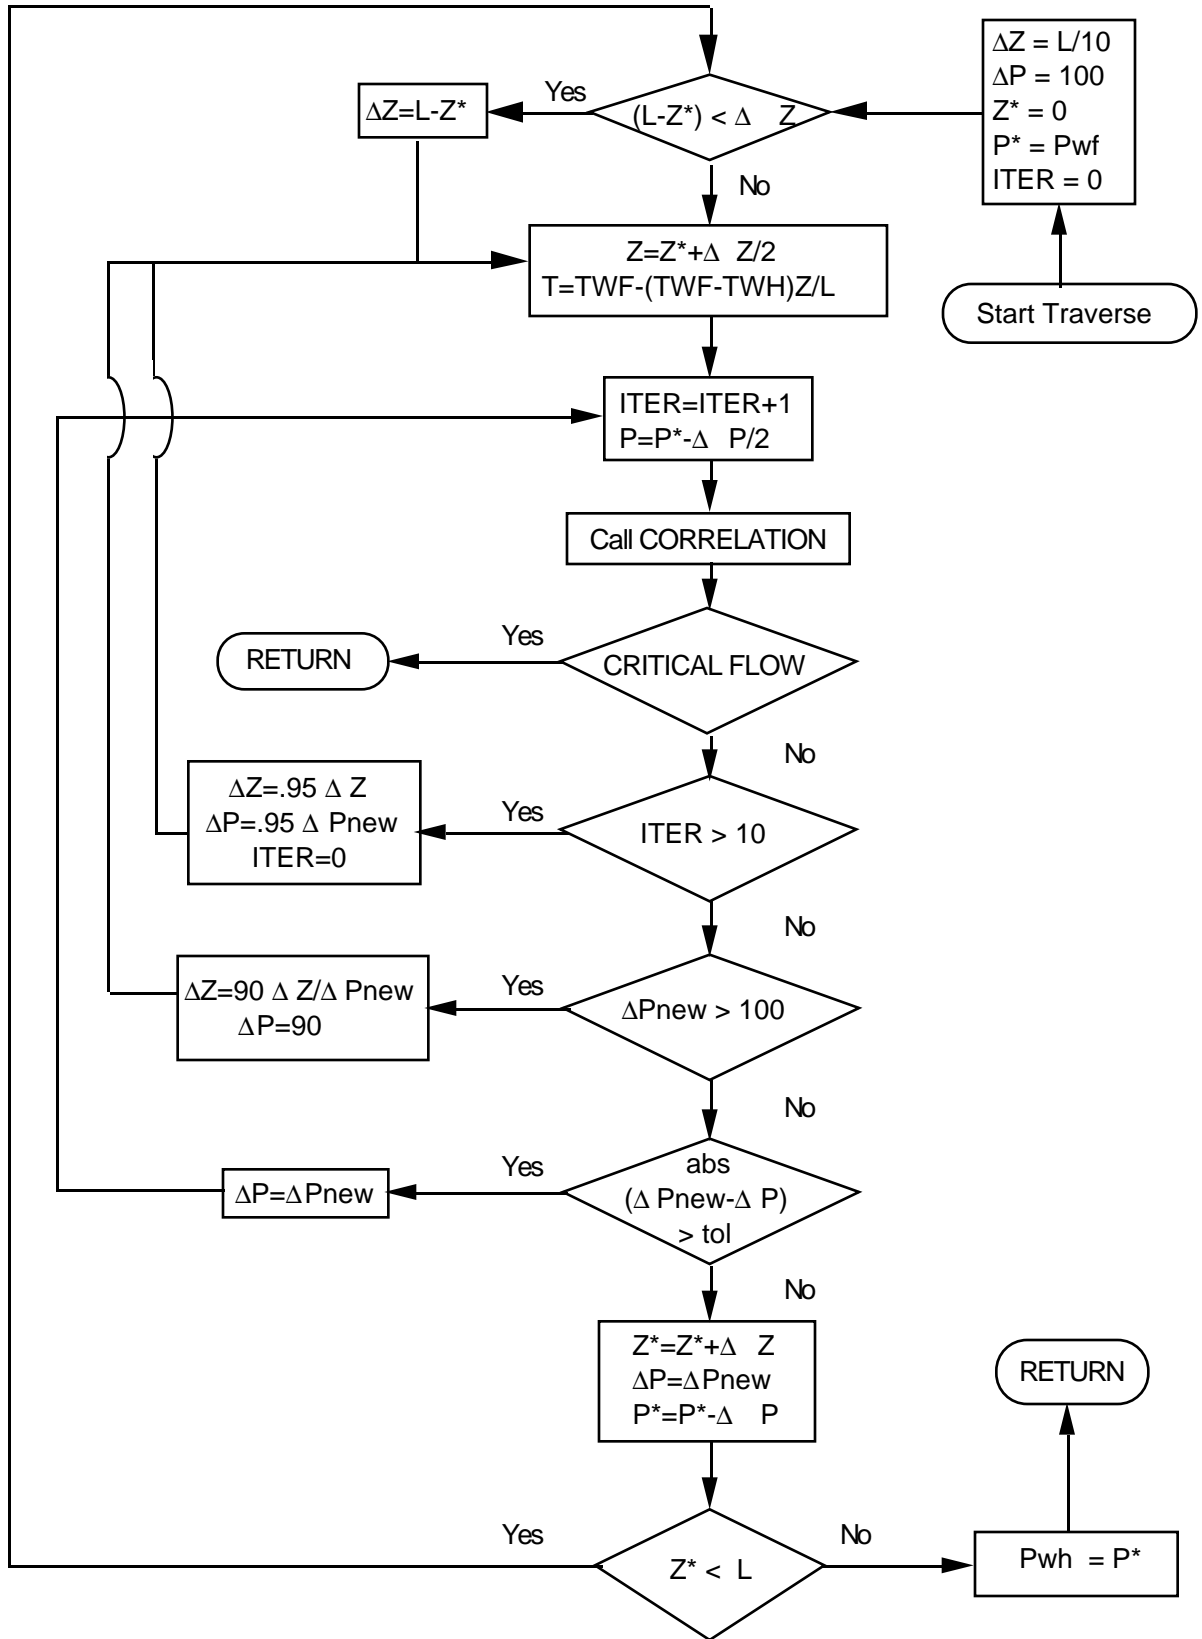 ΔZ = L/10
ΔP = 100
Z* = 0
P* = Pwf
ITER = 0
Start Traverse
(L-Z*) < Δ Z
Yes
ΔZ=L-Z*
No
Z=Z*+Δ Z/2
T=TWF-(TWF-TWH)Z/L
ITER=ITER+1
P=P*-Δ P/2
Call CORRELATION
CRITICAL FLOW
Yes
RETURN
No
ITER > 10
Yes
ΔZ=.95 Δ Z
ΔP=.95 Δ Pnew
ITER=0
No
ΔPnew > 100
Yes
ΔZ=90 Δ Z/Δ Pnew
ΔP=90
No
abs
(Δ Pnew-Δ P)
> tol
Yes
ΔP=ΔPnew
No
Z*=Z*+Δ Z
ΔP=ΔPnew
P*=P*-Δ P
Z* < L
Yes
No
Pwh = P*
RETURN